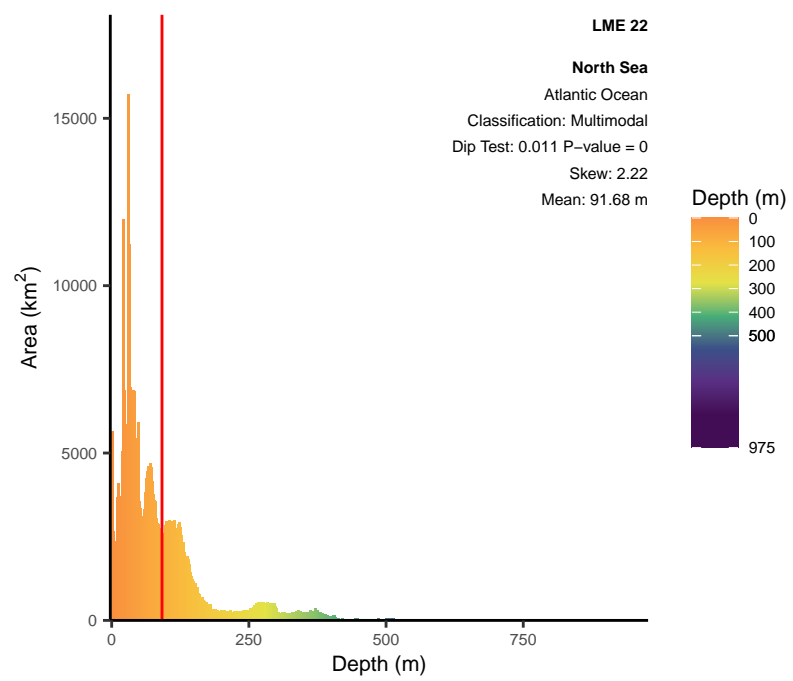 LME 22
North Sea
Atlantic Ocean
Classification: Multimodal
Dip Test: 0.011 P−value = 0
Skew: 2.22
Mean: 91.68 m
Area (km²)
15000
10000
5000
0
0 250 500 750
Depth (m)
Depth (m)
0
100
200
300
400
500
975